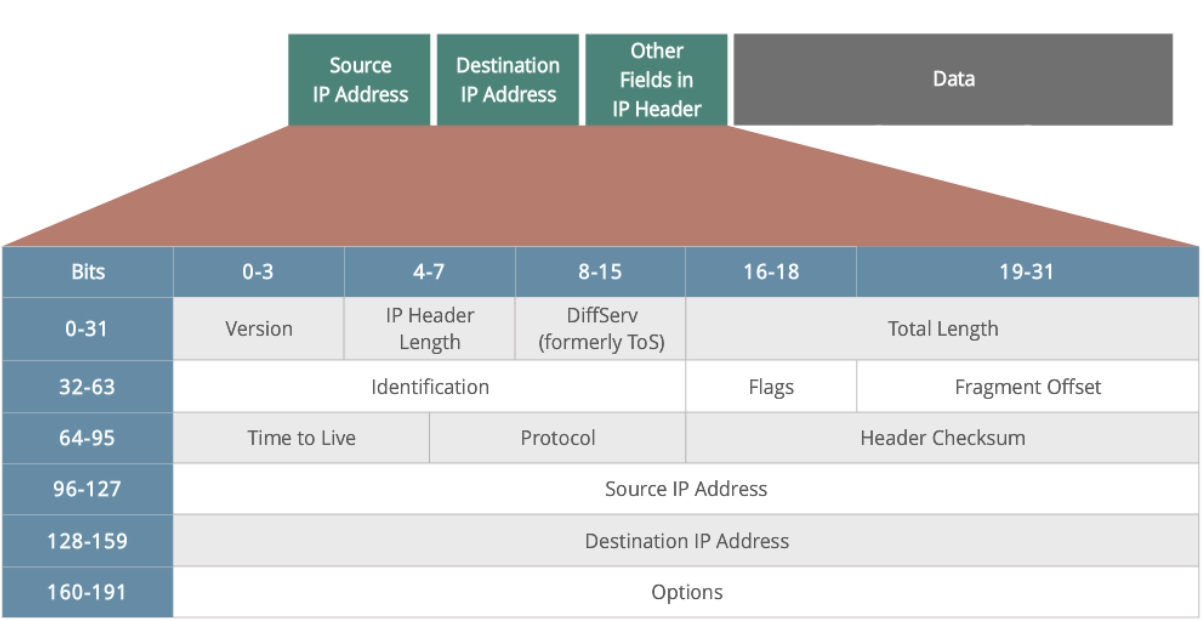 Source
IP Address
Destination
IP Address
Other
Fields in
IP Header
Data
Bits
0-3
4-7
8-15
16-18
19-31
0-31
Version
IP Header
Length
DiffServ
(formerly ToS)
Total Length
32-63
Identification
Flags
Fragment Offset
64-95
Time to Live
Protocol
Header Checksum
96-127
Source IP Address
128-159
Destination IP Address
160-191
Options